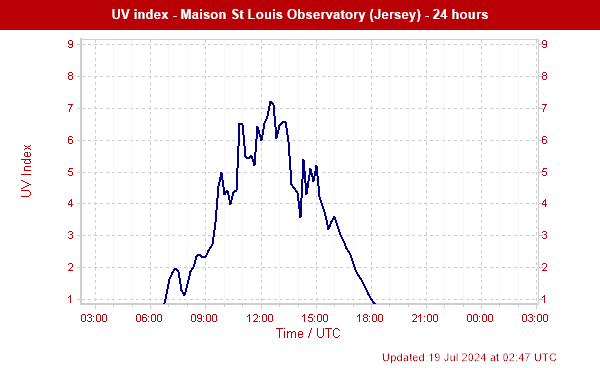 UV index - Maison St Louis Observatory (Jersey) - 24 hours
9 9
8 8
7 7
6 6
5 5
4 4
3 3
2 2
1 1
UV Index
03:00 06:00 09:00 12:00 15:00 18:00 21:00 00:00 03:00
Time / UTC
Updated 19 Jul 2024 at 02:47 UTC